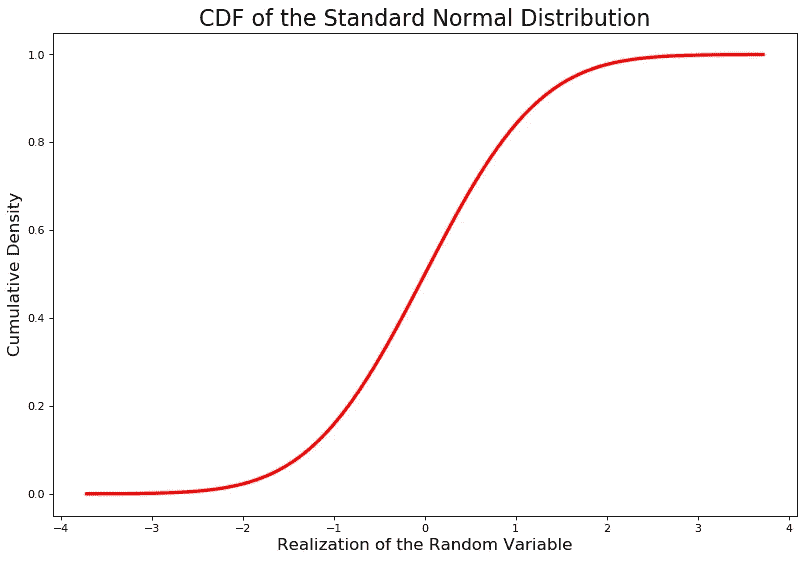 CDF of the Standard Normal Distribution
1.0
0.8
0.6
0.4
0.2
0.0
Cumulative Density
−4 −3 −2 −1 0 1 2 3 4
Realization of the Random Variable